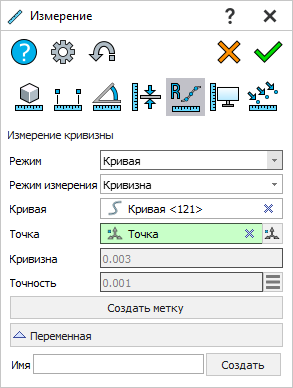 Измерение
? ×
?
R
Измерение кривизны
Режим Кривая
Режим измерения Кривизна
Кривая Кривая <121>
Точка Точка
Кривизна 0.003
Точность 0.001
Создать метку
Переменная
Имя Создать